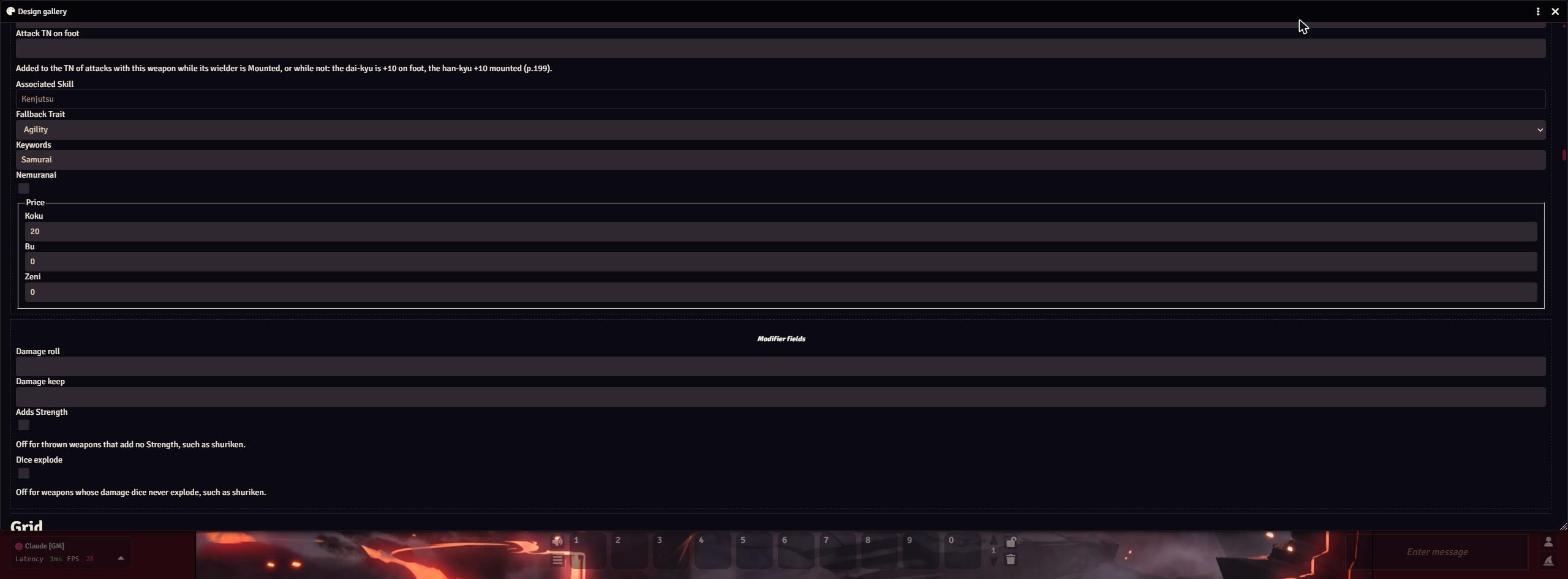 Design gallery
Attack TN on foot
Added to the TN of attacks with this weapon while its wielder is Mounted, or while not: the dai-kyu is +10 on foot, the han-kyu +10 mounted (p.199).
Associated Skill
Kenjutsu
Fallback Trait
Agility
Keywords
Samurai
Nemuranai
Price
Koku
20
Bu
0
Zeni
0
Modifier fields
Damage roll
Damage keep
Adds Strength
Off for thrown weapons that add no Strength, such as shuriken.
Dice explode
Off for weapons whose damage dice never explode, such as shuriken.
Grid
Claude [GM]
Latency 1ms FPS 28
1 2 3 4 5 6 7 8 9 0
1
Enter message